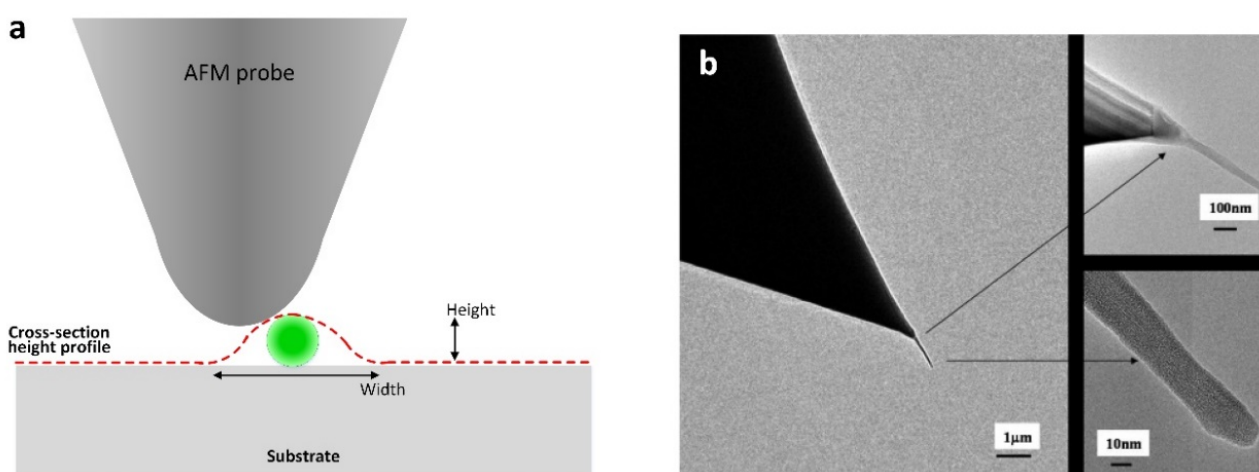 a
AFM probe
Height
Cross-section
height profile
Width
Substrate
b
100nm
1µm
10nm